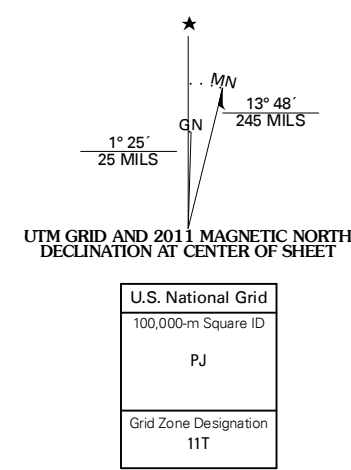 ★
MN
GN
13° 48´
245 MILS
1° 25´
25 MILS
UTM GRID AND 2011 MAGNETIC NORTH
DECLINATION AT CENTER OF SHEET
U.S. National Grid
100,000-m Square ID
PJ
Grid Zone Designation
11T